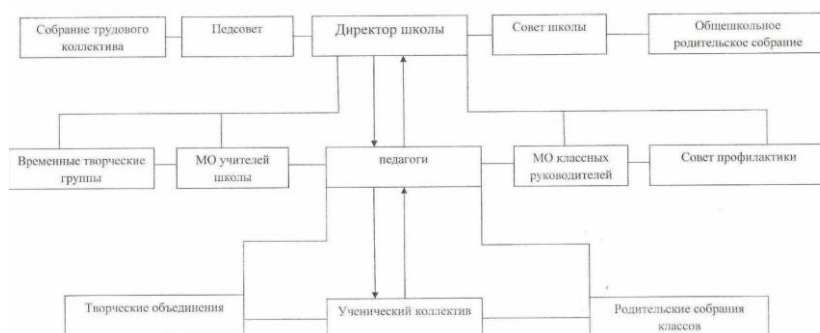 Собрание трудового
коллектива
Педсовет
Директор школы
Совет школы
Общешкольное
родительское собрание
Временные творческие
группы
МО учителей
школы
педагоги
МО классных
руководителей
Совет профилактики
Творческие объединения
Ученический коллектив
Родительские собрания
классов